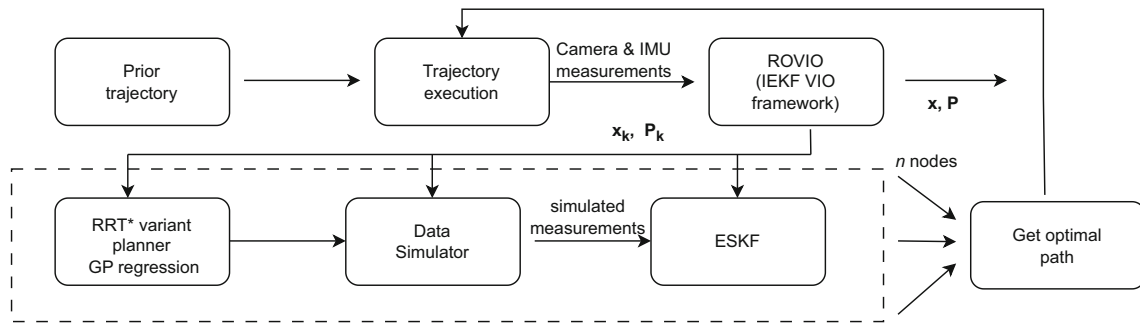 Prior
trajectory
Trajectory
execution
Camera & IMU
measurements
ROVIO
(IEKF VIO
framework)
x, P
xk, Pk
n nodes
RRT* variant
planner
GP regression
Data
Simulator
simulated
measurements
ESKF
Get optimal
path